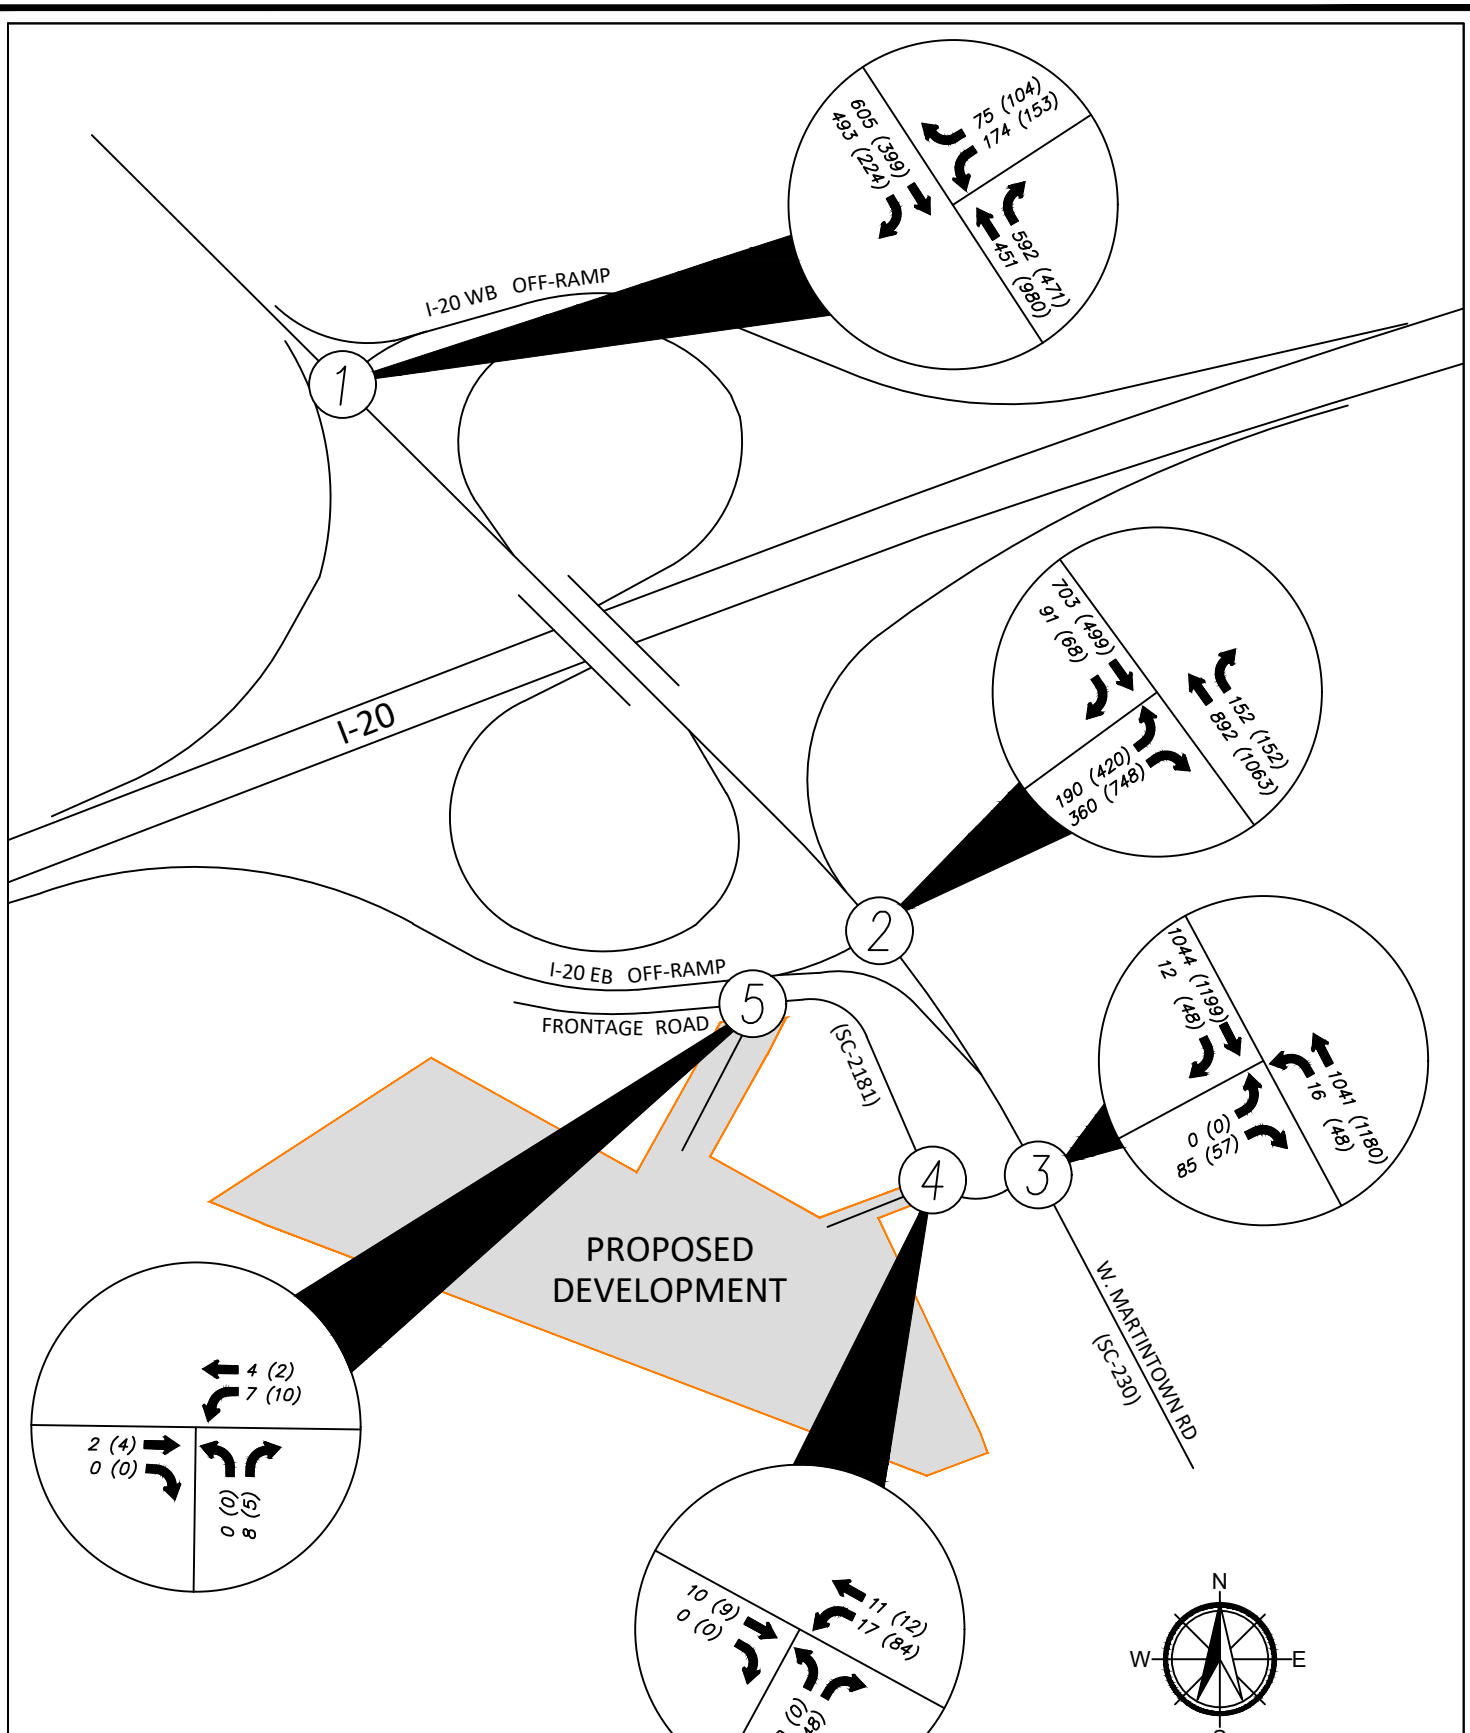 605 (399)
493 (224)
75 (104)
174 (153)
592 (471)
451 (980)
I-20 WB OFF-RAMP
1
703 (499)
91 (68)
152 (152)
892 (1063)
190 (420)
360 (748)
I-20
2
1044 (1199)
12 (48)
1041 (1180)
16 (48)
0 (0)
85 (57)
I-20 EB OFF-RAMP
5
FRONTAGE ROAD
(SC-2181)
4
3
PROPOSED
DEVELOPMENT
W. MARTINTOWN RD
(SC-230)
4 (2)
7 (10)
2 (4)
0 (0)
0 (0)
8 (5)
10 (9)
0 (0)
11 (12)
17 (84)
(0)
N
W
E